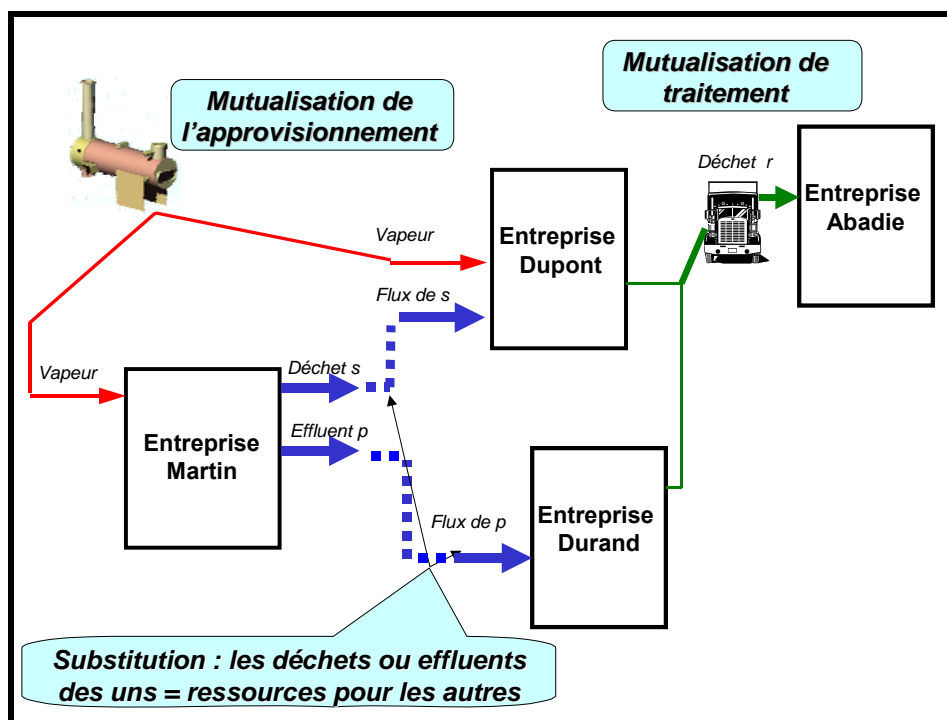 Mutualisation de
l'approvisionnement
Mutualisation de
traitement
Déchet r
Entreprise
Abadie
Vapeur
Entreprise
Dupont
Flux de s
Vapeur
Déchet s
Entreprise
Martin
Effluent p
Flux de p
Entreprise
Durand
Substitution : les déchets ou effluents
des uns = ressources pour les autres